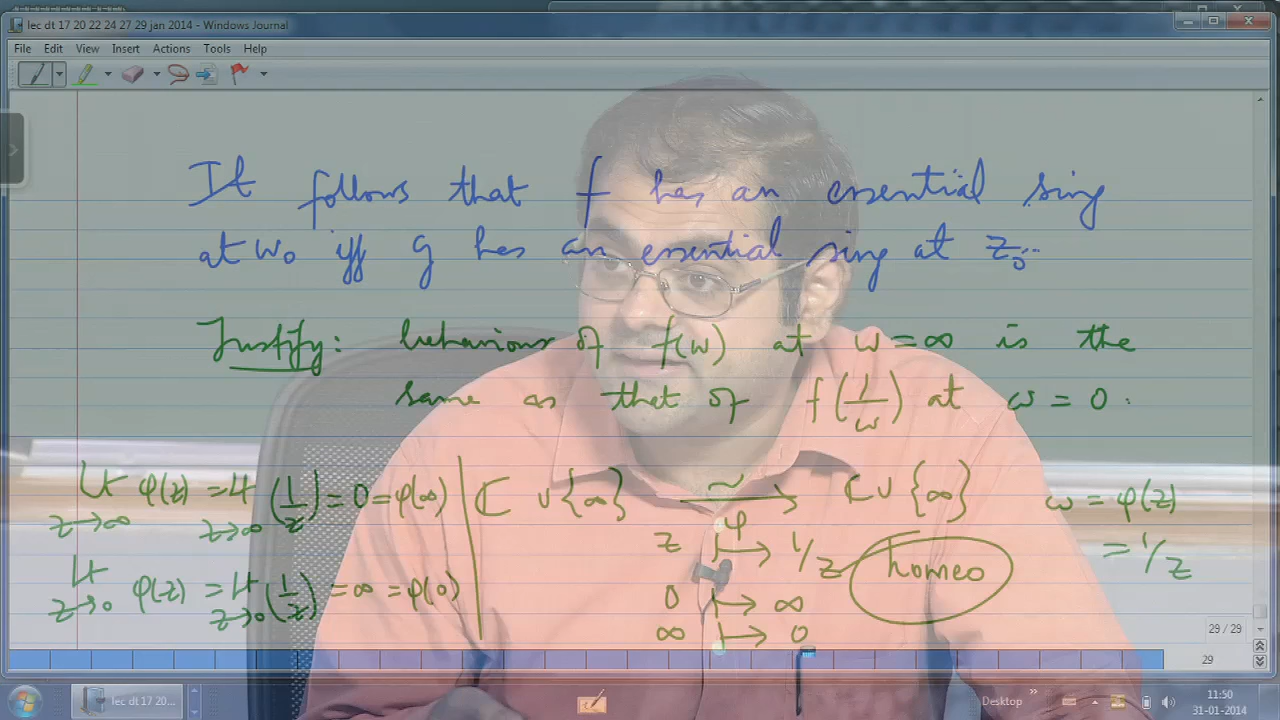 lec dt 17 20 22 24 27 29 jan 2014 - Windows Journal
File Edit View Insert Actions Tools Help
It follows that f has an essential sing
at w₀ iff g has an essential sing at z₀.
Justify: behaviour of f(w) at w = ∞ is the
same as that of f(1/w) at w = 0.
Lt z→∞ φ(z) = Lt z→∞ (1/z) = 0 = φ(∞)
Lt z→0 φ(z) = Lt z→0 (1/z) = ∞ = φ(0)
ℂ ∪ {∞} ~→ φ ℂ ∪ {∞}
z ↦ 1/z
0 ↦ ∞
∞ ↦ 0
homeo
w = φ(z)
= 1/z
29 / 29
29
lec dt 17 20...
Desktop
11:50
31-01-2014